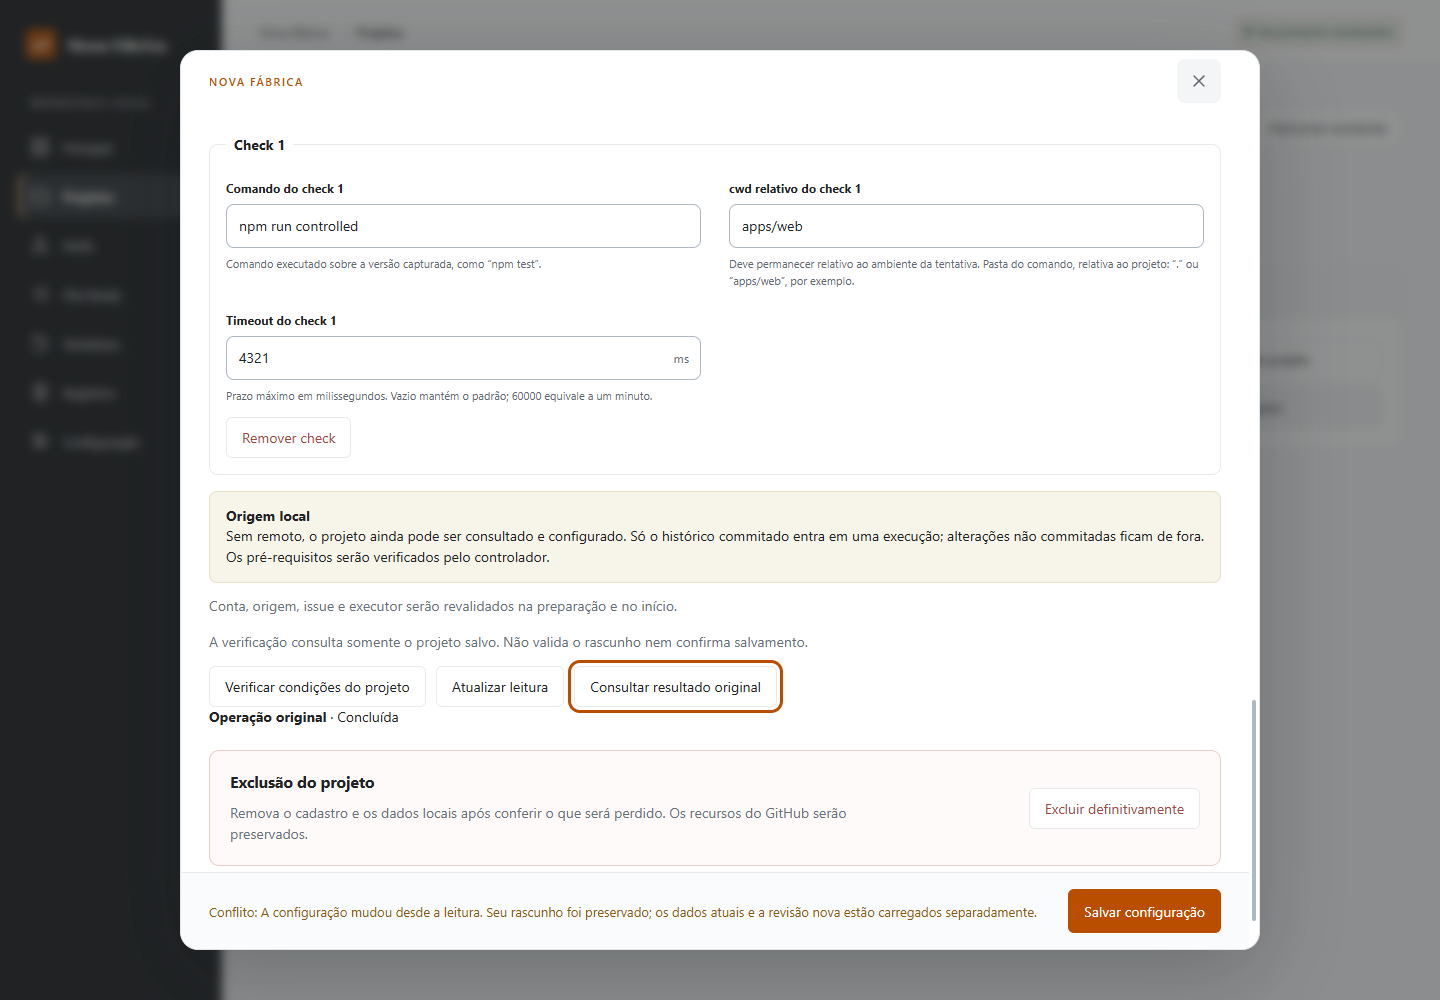 NOVA FÁBRICA
Check 1
Comando do check 1
cwd relativo do check 1
npm run controlled
apps/web
Comando executado sobre a versão capturada, como “npm test”.
Deve permanecer relativo ao ambiente da tentativa. Pasta do comando, relativa ao projeto: “.” ou
“apps/web”, por exemplo.
Timeout do check 1
4321
ms
Prazo máximo em milissegundos. Vazio mantém o padrão; 60000 equivale a um minuto.
Remover check
Origem local
Sem remoto, o projeto ainda pode ser consultado e configurado. Só o histórico commitado entra em uma execução; alterações não commitadas ficam de fora.
Os pré-requisitos serão verificados pelo controlador.
Conta, origem, issue e executor serão revalidados na preparação e no início.
A verificação consulta somente o projeto salvo. Não valida o rascunho nem confirma salvamento.
Verificar condições do projeto
Atualizar leitura
Consultar resultado original
Operação original · Concluída
Exclusão do projeto
Remova o cadastro e os dados locais após conferir o que será perdido. Os recursos do GitHub serão
preservados.
Excluir definitivamente
Conflito: A configuração mudou desde a leitura. Seu rascunho foi preservado; os dados atuais e a revisão nova estão carregados separadamente.
Salvar configuração